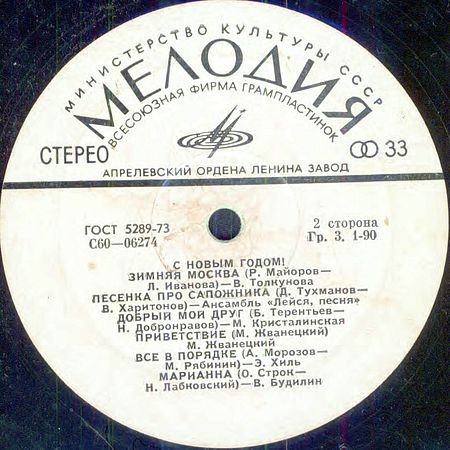 МИНИСТЕРСТВО КУЛЬТУРЫ СССР
МЕЛОДИЯ
ВСЕСОЮЗНАЯ ФИРМА ГРАМПЛАСТИНОК
СТЕРЕО
33
АПРЕЛЕВСКИЙ ОРДЕНА ЛЕНИНА ЗАВОД
ГОСТ 5289-73
С60—06274
2 сторона
Гр. 3. 1-90
С НОВЫМ ГОДОМ!
ЗИМНЯЯ МОСКВА (Р. Майоров—
Л. Иванова)—В. Толкунова
ПЕСЕНКА ПРО САПОЖНИКА (Д. Тухманов—
В. Харитонов)—Ансамбль «Лейся, песня»
ДОБРЫЙ МОЙ ДРУГ (Б. Терентьев—
Н. Добронравов)—М. Кристалинская
ПРИВЕТСТВИЕ (М. Жванецкий)
М. Жванецкий
ВСЕ В ПОРЯДКЕ (А. Морозов—
М. Рябинин)—Э. Хиль
МАРИАННА (О. Строк—
Н. Лабковский)—В. Будилин